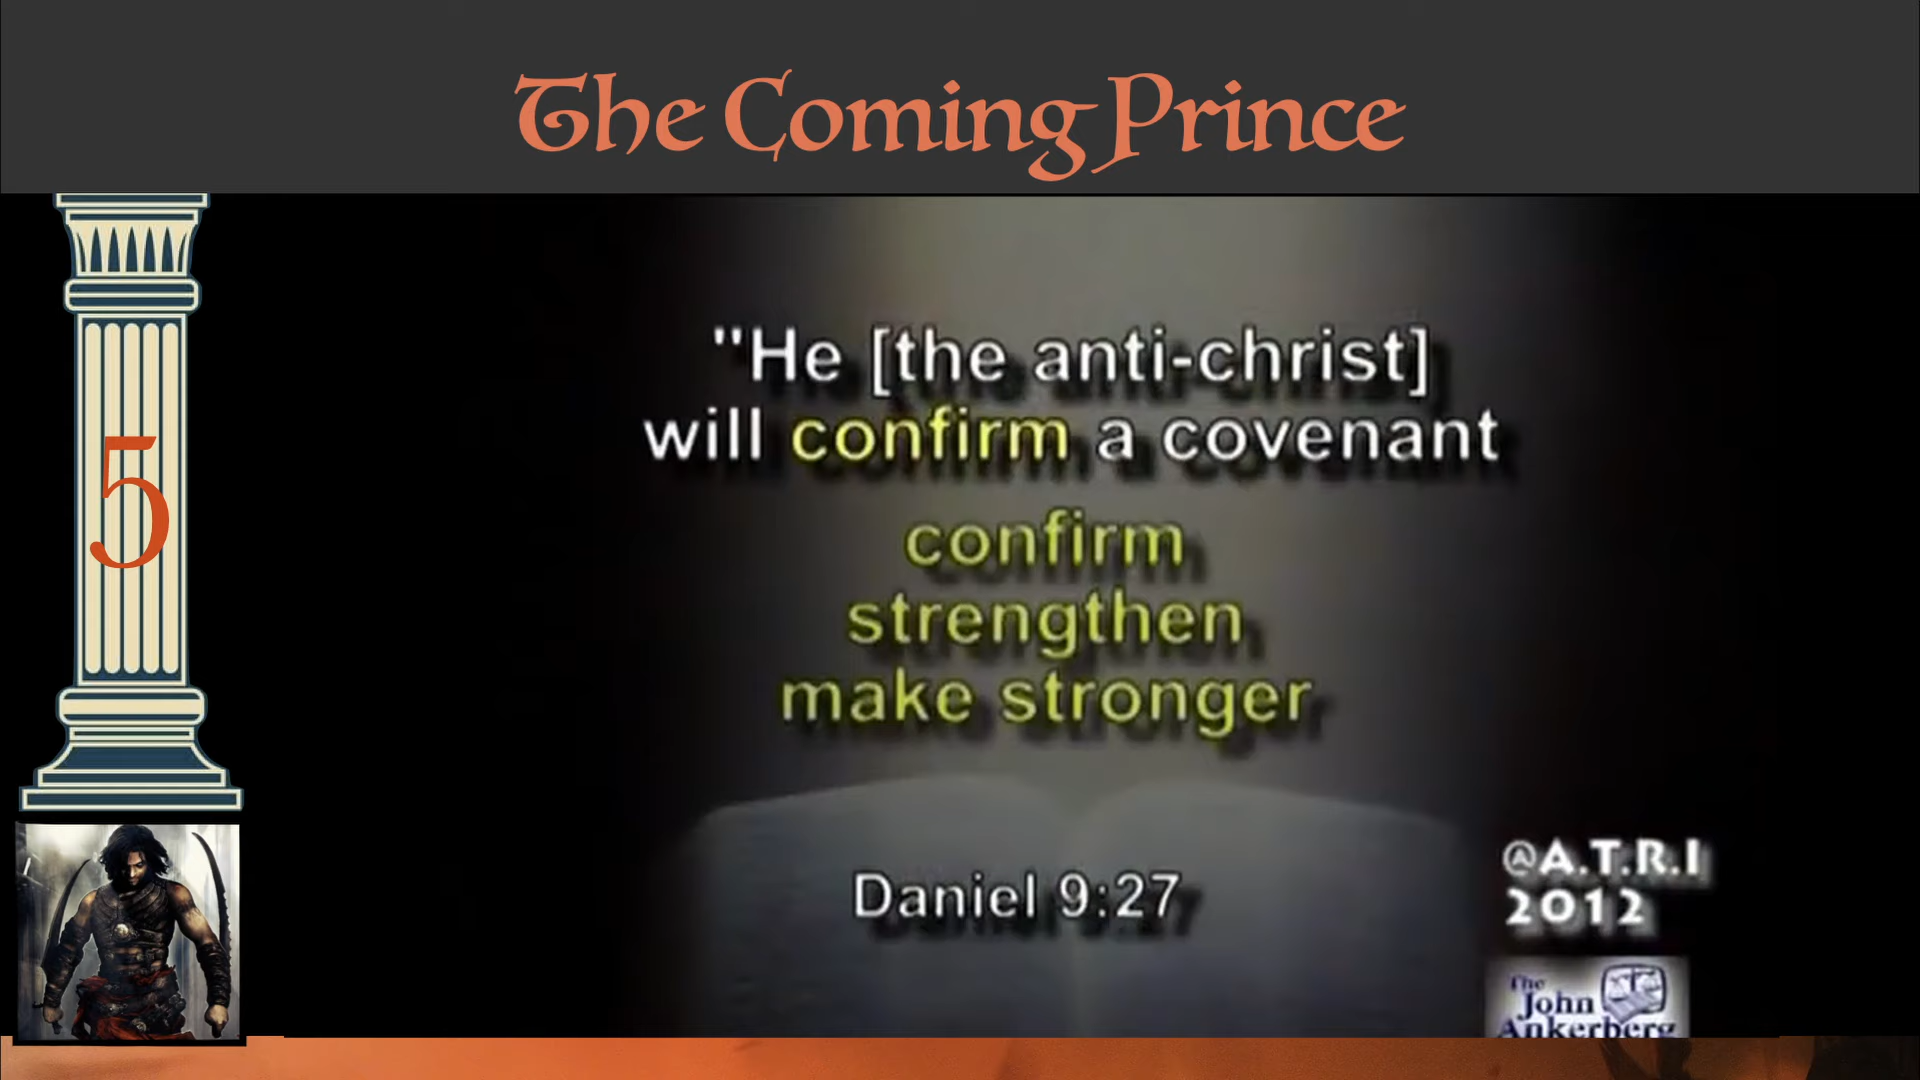 The Coming Prince
5
"He [the anti-christ]
will confirm a covenant
confirm
strengthen
make stronger
Daniel 9:27
@A.T.R.I
2012
The
John
Ankerberg